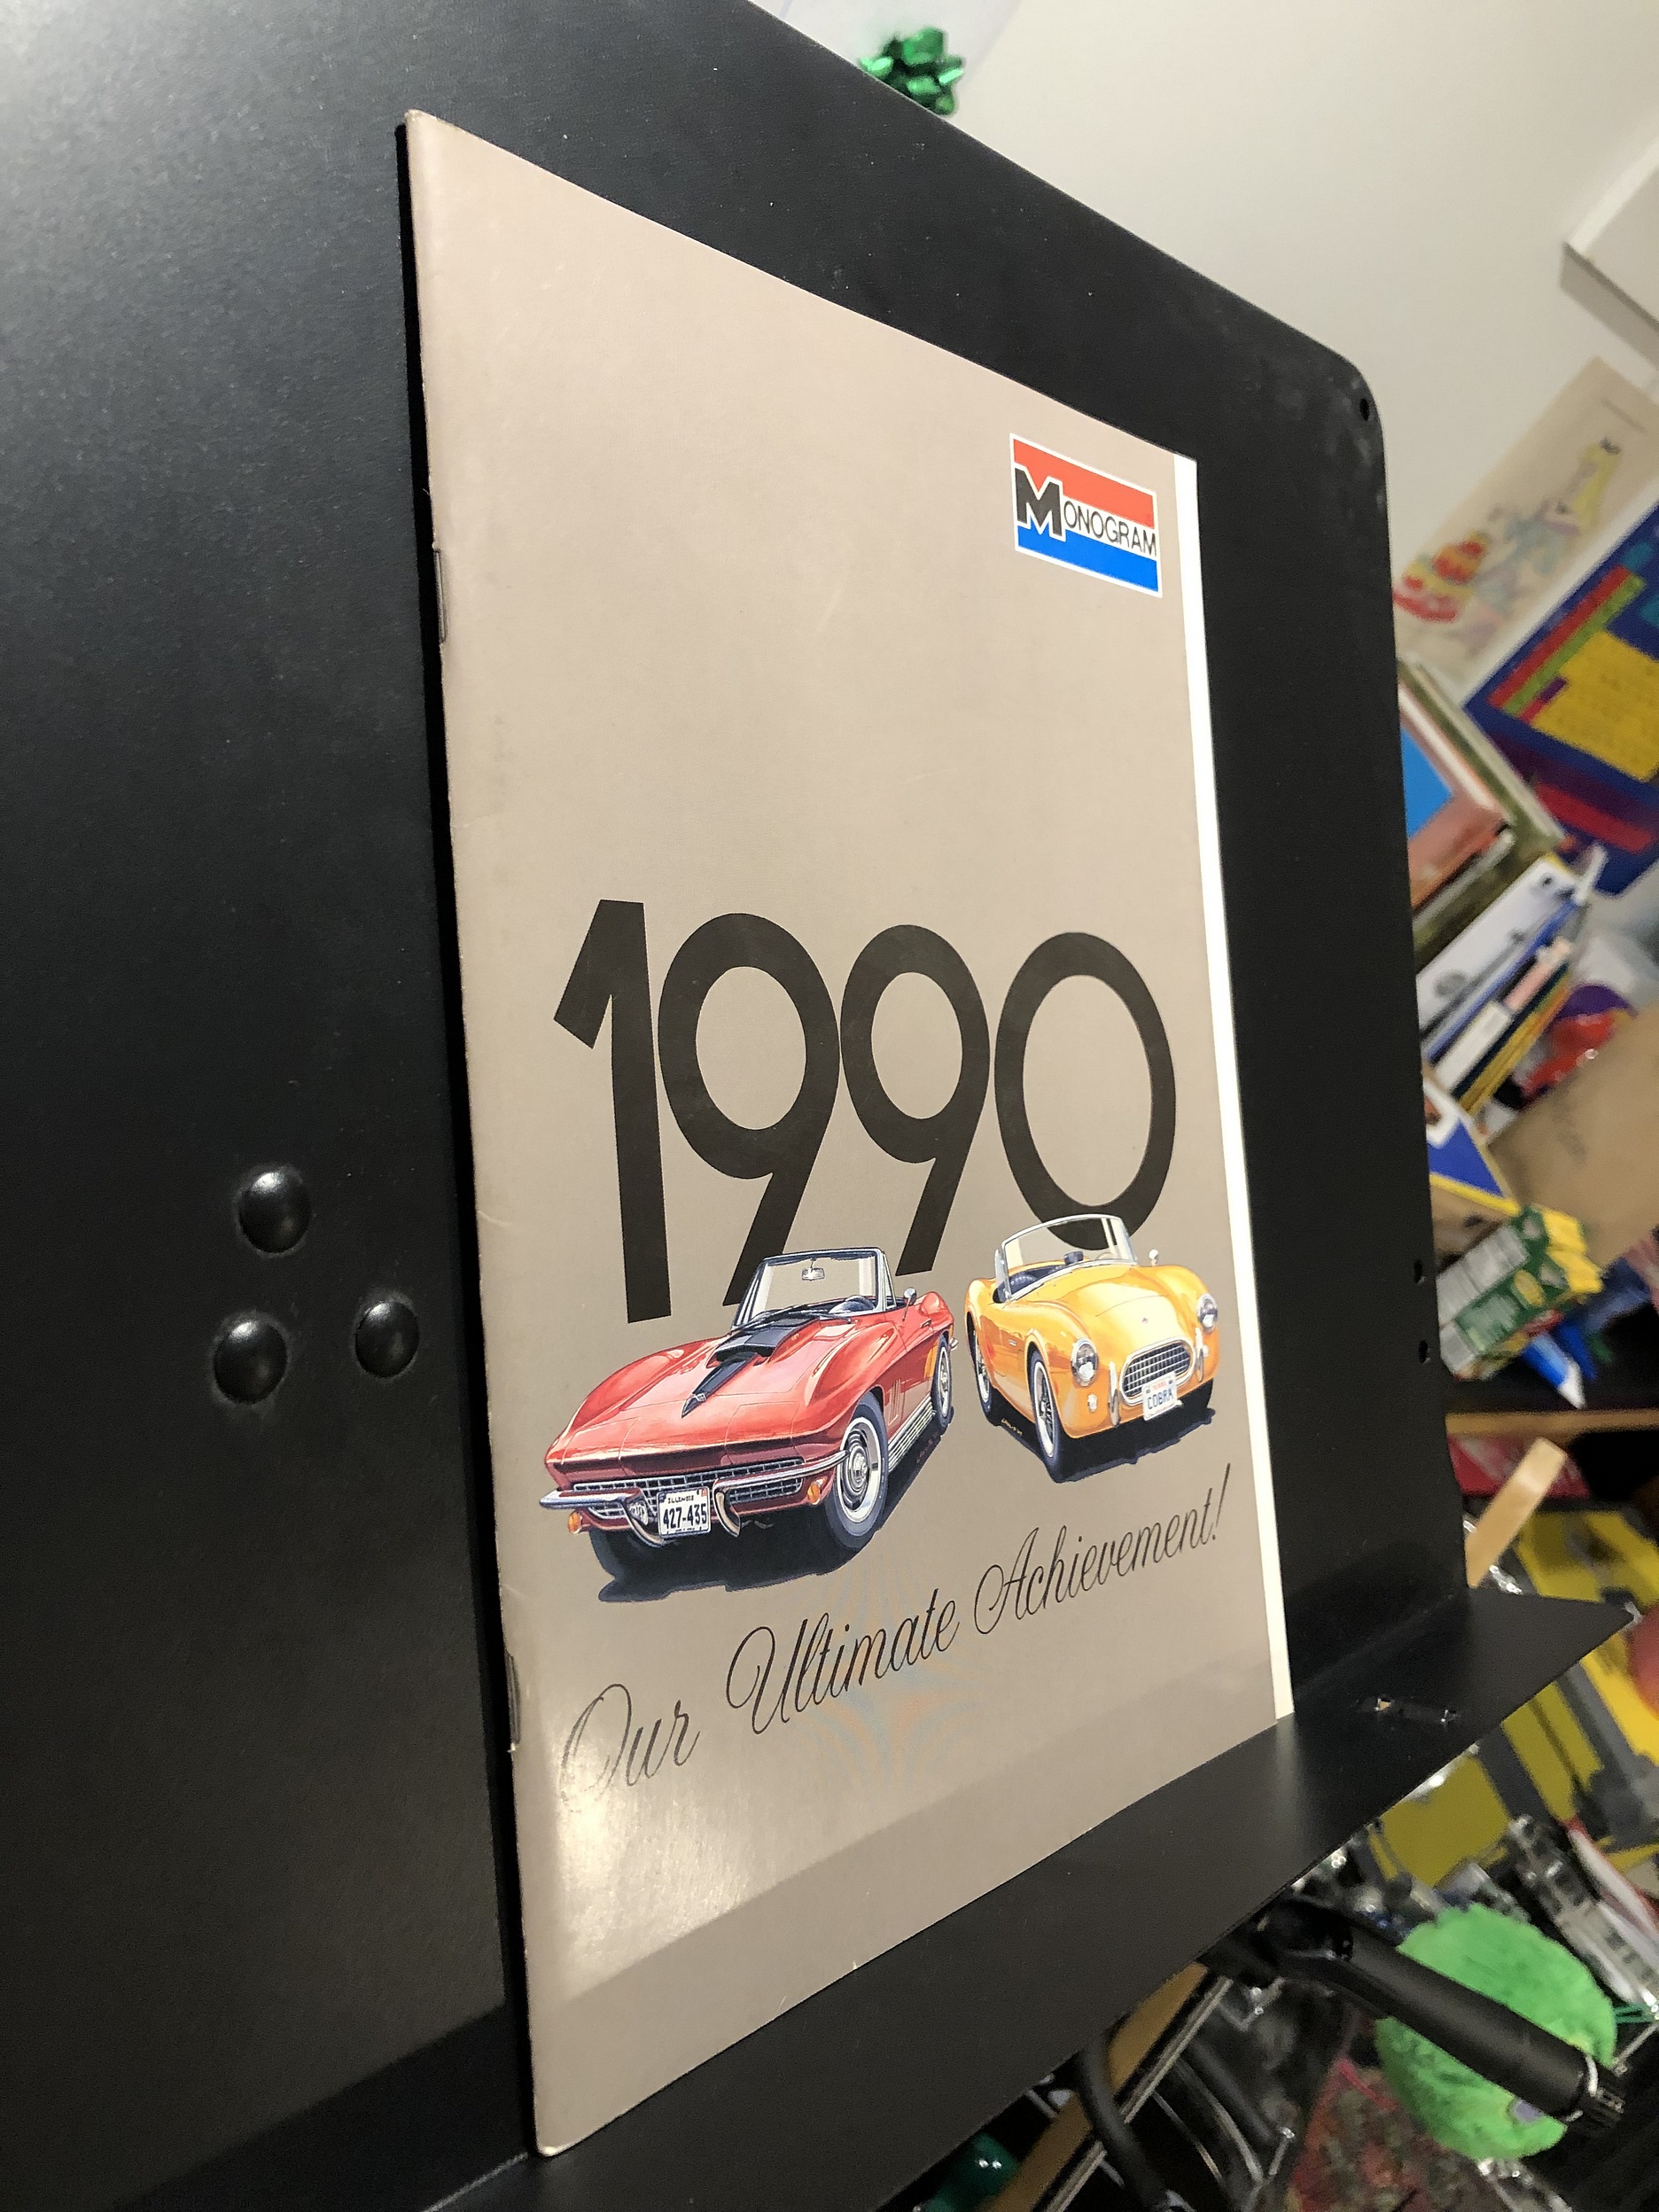 MONOGRAM
1990
ILLINOIS
427-435
COBRA
Our Ultimate Achievement!